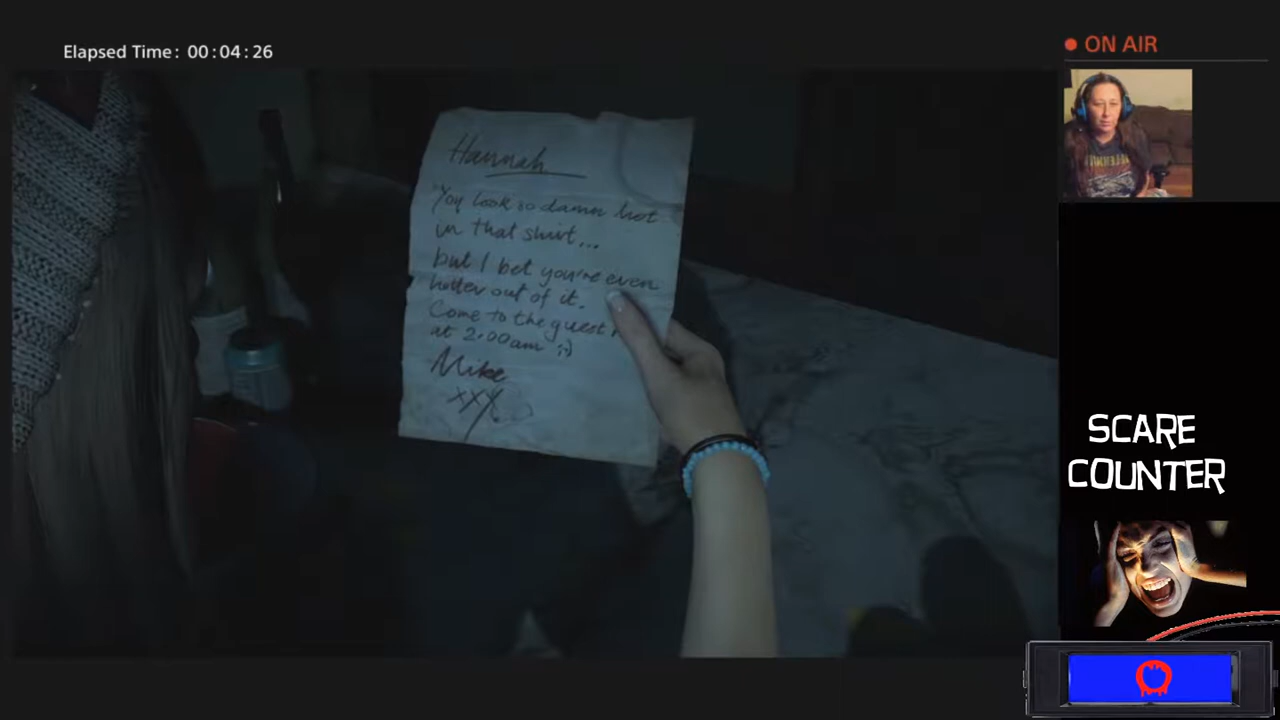 Elapsed Time: 00:04:26
ON AIR
Hannah
You look so damn hot
in that shirt...
but I bet you're even
hotter out of it.
Come to the guest
at 2.00am ;)
Mike
xxx
SCARE
COUNTER
0